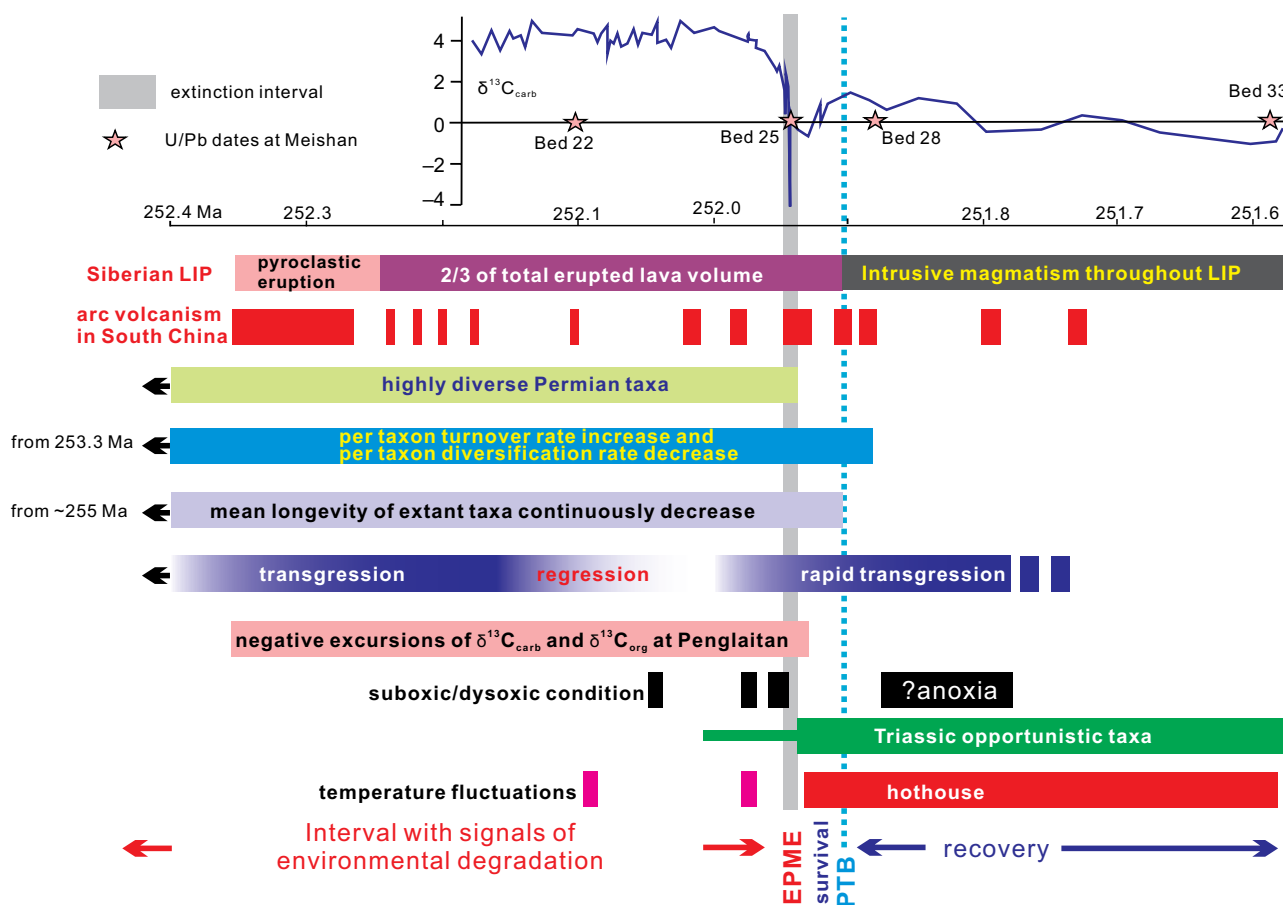 4
2
0
–2
–4
δ¹³Ccarb
extinction interval
U/Pb dates at Meishan
Bed 22
Bed 25
Bed 28
Bed 33
252.4 Ma
252.3
252.1
252.0
251.8
251.7
251.6
Siberian LIP
pyroclastic
eruption
2/3 of total erupted lava volume
Intrusive magmatism throughout LIP
arc volcanism
in South China
highly diverse Permian taxa
from 253.3 Ma
per taxon turnover rate increase and
per taxon diversification rate decrease
from ~255 Ma
mean longevity of extant taxa continuously decrease
transgression
regression
rapid transgression
negative excursions of δ¹³Ccarb and δ¹³Corg at Penglaitan
suboxic/dysoxic condition
?anoxia
Triassic opportunistic taxa
temperature fluctuations
hothouse
Interval with signals of
environmental degradation
EPME
survival
PTB
recovery